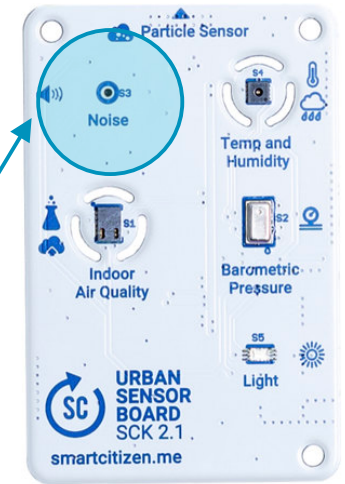 Particle Sensor
S3
Noise
S4
Temp and
Humidity
S1
Indoor
Air Quality
S2
Barometric
Pressure
S5
Light
SC
URBAN
SENSOR
BOARD
SCK 2.1
smartcitizen.me